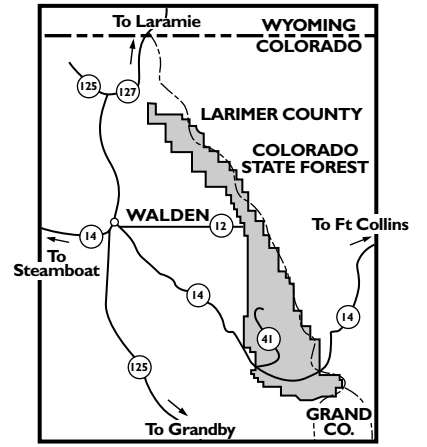 To Laramie
WYOMING
COLORADO
125
127
LARIMER COUNTY
COLORADO
STATE FOREST
WALDEN
12
To Ft Collins
14
To
Steamboat
14
14
41
125
GRAND
CO.
To Grandby